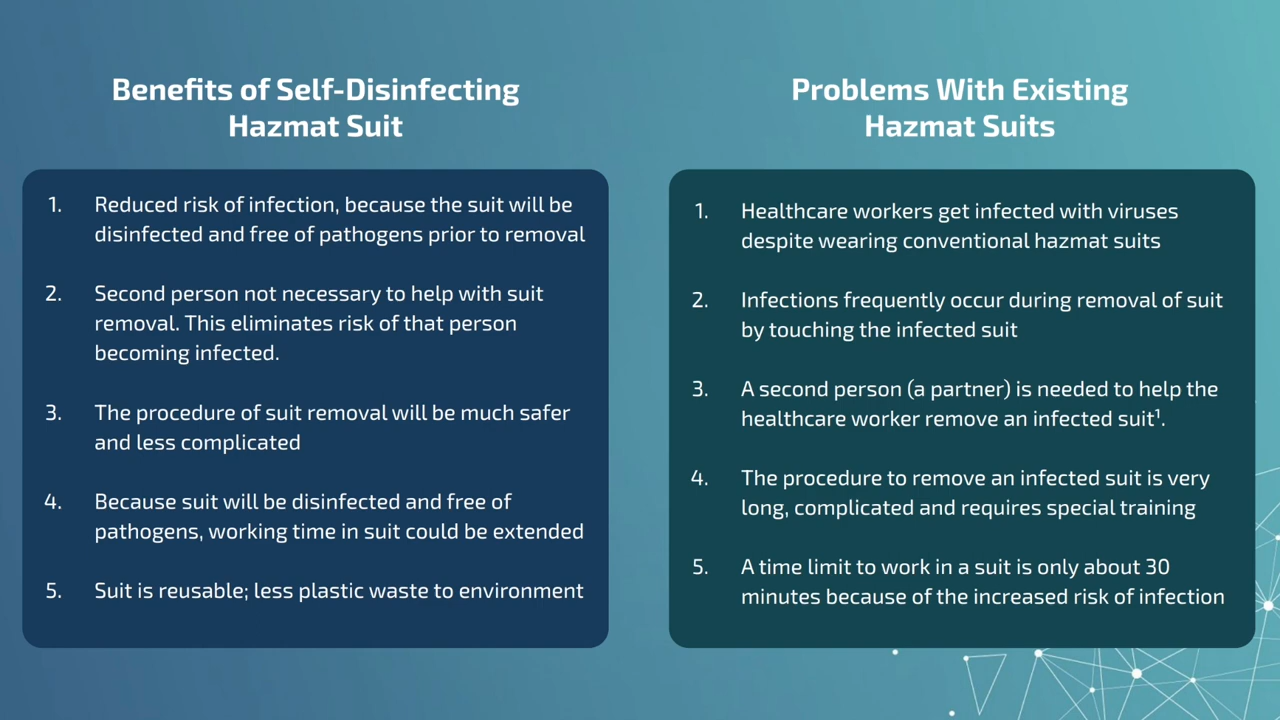 Benefits of Self-Disinfecting
Hazmat Suit
1. Reduced risk of infection, because the suit will be
disinfected and free of pathogens prior to removal
2. Second person not necessary to help with suit
removal. This eliminates risk of that person
becoming infected.
3. The procedure of suit removal will be much safer
and less complicated
4. Because suit will be disinfected and free of
pathogens, working time in suit could be extended
5. Suit is reusable; less plastic waste to environment
Problems With Existing
Hazmat Suits
1. Healthcare workers get infected with viruses
despite wearing conventional hazmat suits
2. Infections frequently occur during removal of suit
by touching the infected suit
3. A second person (a partner) is needed to help the
healthcare worker remove an infected suit¹.
4. The procedure to remove an infected suit is very
long, complicated and requires special training
5. A time limit to work in a suit is only about 30
minutes because of the increased risk of infection